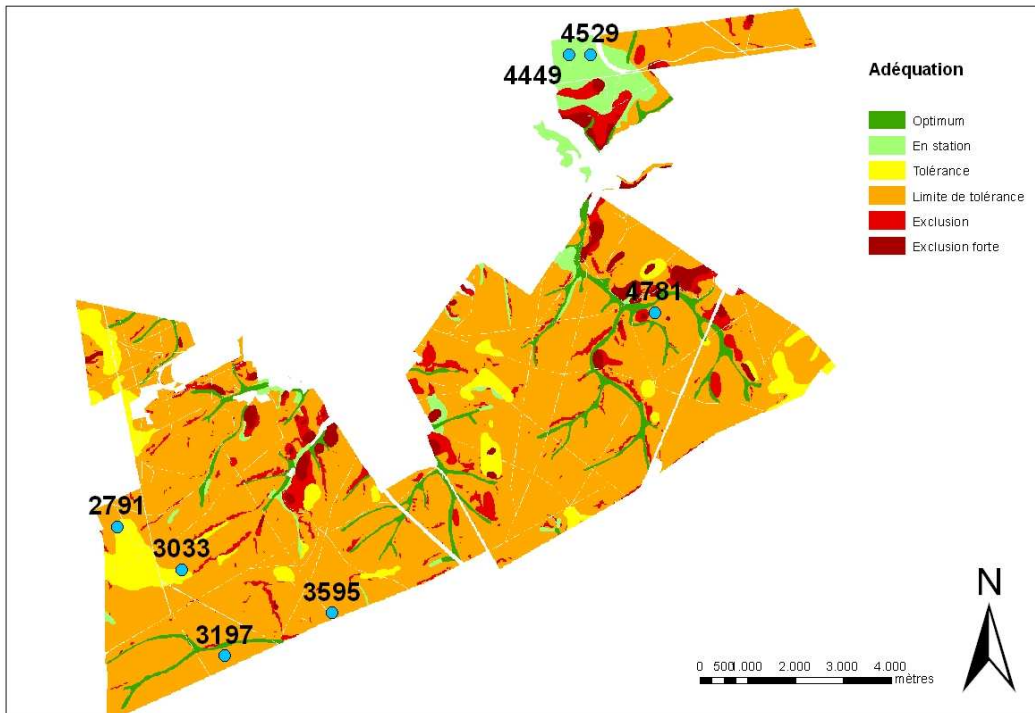 4529
4449
Adéquation
Optimum
En station
Tolérance
Limite de tolérance
Exclusion
Exclusion forte
4781
2791
3033
3595
3197
N
0 500 1.000 2.000 3.000 4.000
mètres